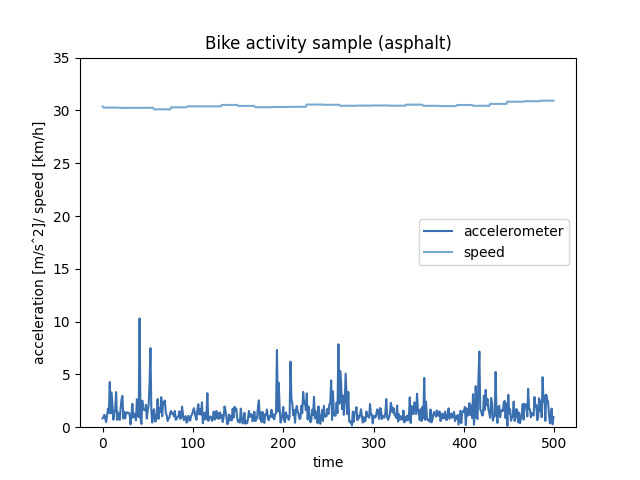 Bike activity sample (asphalt)
acceleration [m/s^2]/ speed [km/h]
35
30
25
20
15
10
5
0
accelerometer
speed
0 100 200 300 400 500
time